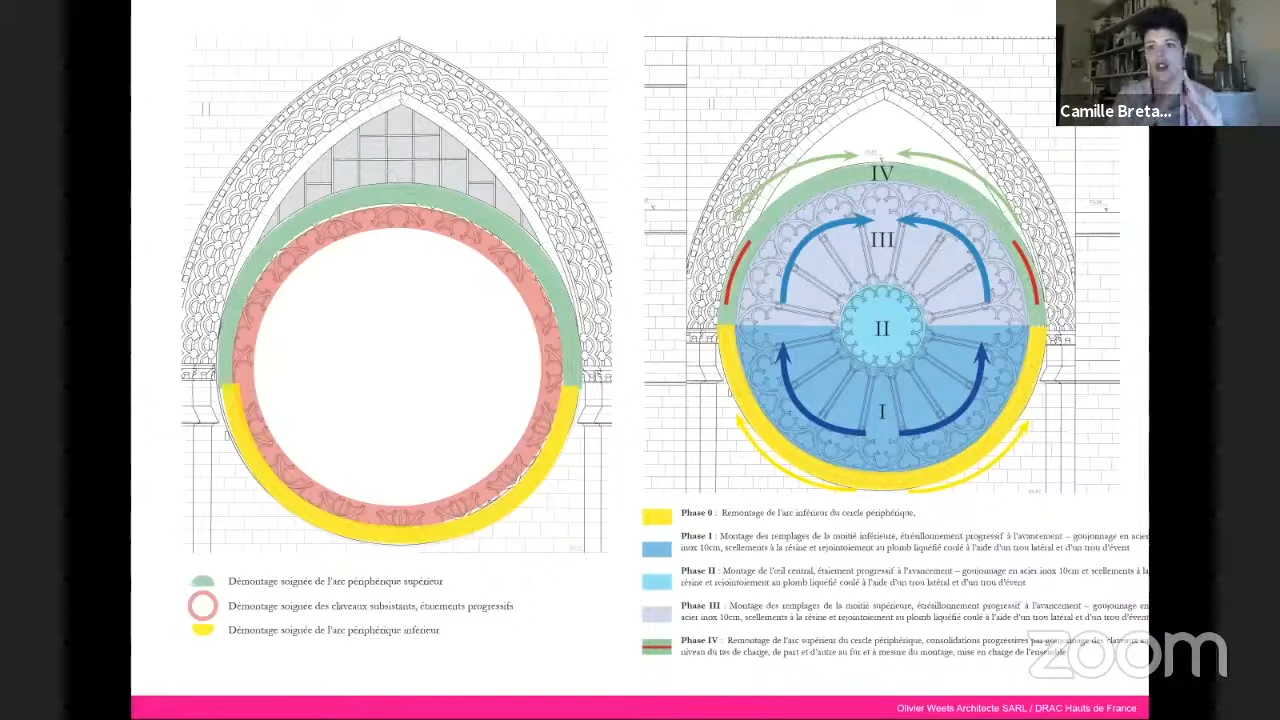 Camille Breta...
IV
III
II
I
Démontage soignée de l'arc périphérique supérieur
Démontage soignée des claveaux subsistants, étaiements progressifs
Démontage soignée de l'arc périphérique inférieur
Phase 0 : Remontage de l'arc inférieur du cercle périphérique,
Phase I : Montage des remplages de la moitié inférieure, étrésillonnement progressif à l'avancement – goujonnage en acier
inox 10cm, scellements à la résine et rejointoiement au plomb liquéfié coulé à l'aide d'un trou latéral et d'un trou d'évent
Phase II : Montage de l'œil central, étaiement progressif à l'avancement – goujonnage en acier inox 10cm et scellements à la
résine et rejointoiement au plomb liquéfié coulé à l'aide d'un trou latéral et d'un trou d'évent
Phase III : Montage des remplages de la moitié supérieure, étrésillonnement progressif à l'avancement – goujonnage en
acier inox 10cm, scellements à la résine et rejointoiement au plomb liquéfié coulé à l'aide d'un trou latéral et d'un trou d'évent
Phase IV : Remontage de l'arc supérieur du cercle périphérique, consolidations progressives par goujonnage des claveaux au
niveau du tas de charge, de part et d'autre au fur et à mesure du montage, mise en charge de l'ensemble
zoom
Olivier Weets Architecte SARL / DRAC Hauts de France